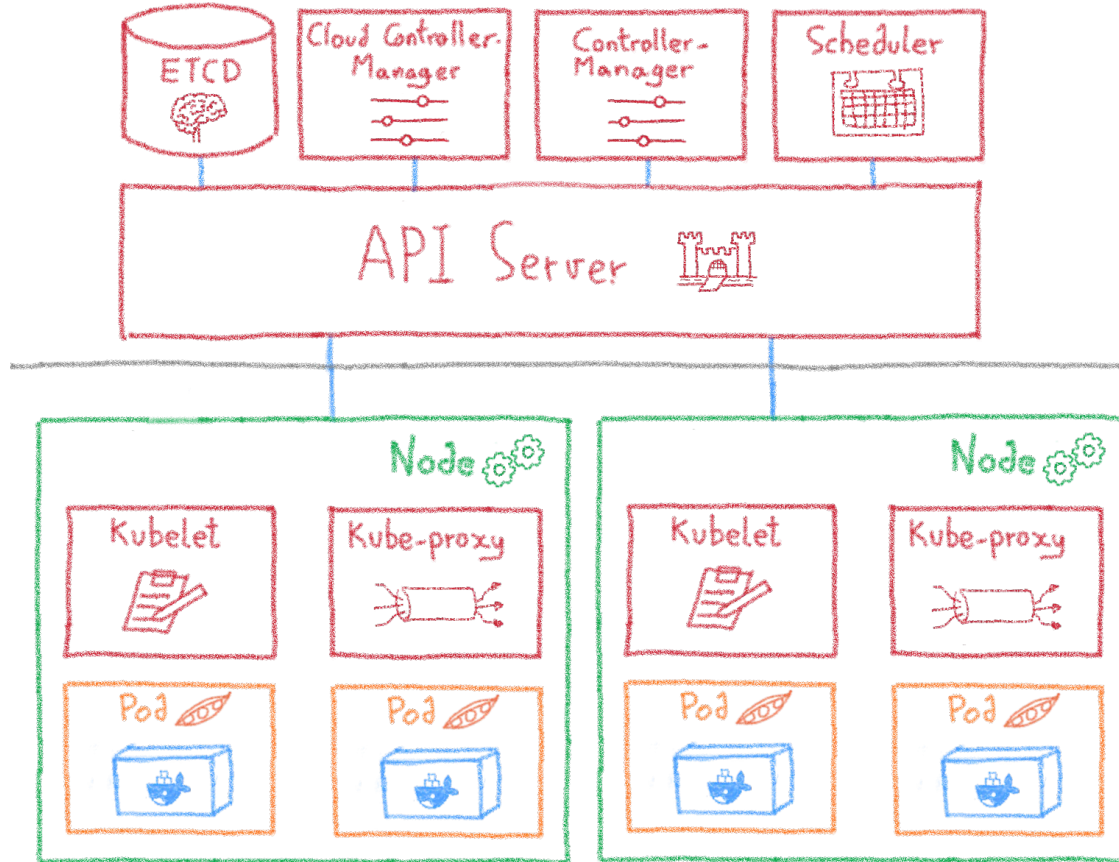 ETCD
Cloud Controller-
Manager
Controller-
Manager
Scheduler
API Server
Node
Kubelet
Kube-proxy
Pod
Pod
Node
Kubelet
Kube-proxy
Pod
Pod